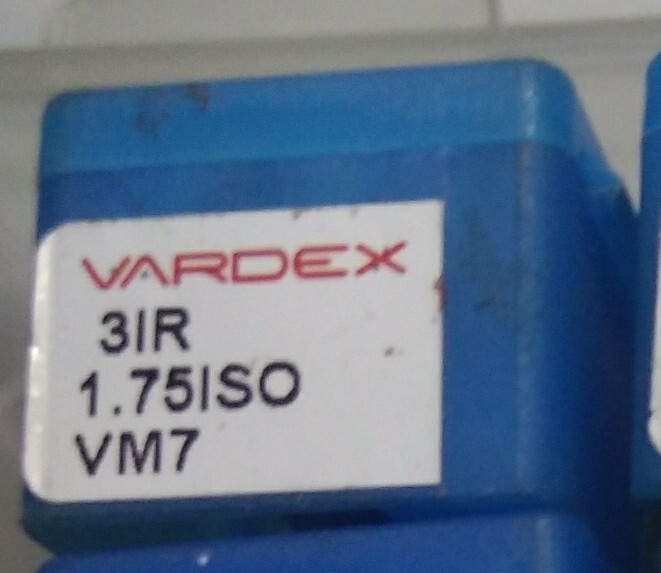 VARDEX
3IR
1.75ISO
VM7